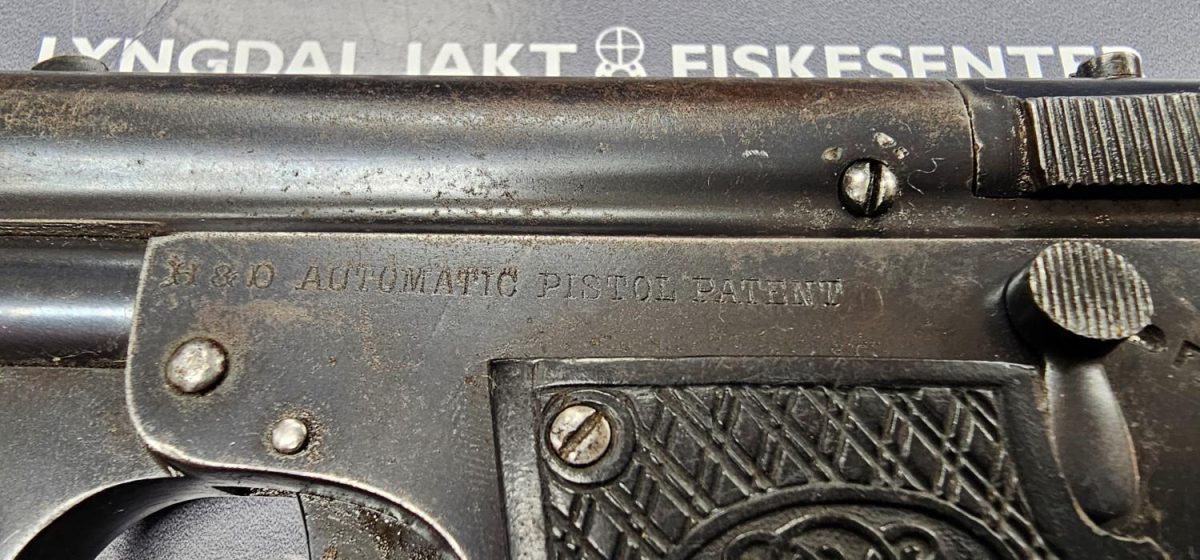 LYNGDAL JAKT & FISKESENTER
H & D AUTOMATIC PISTOL PATENT